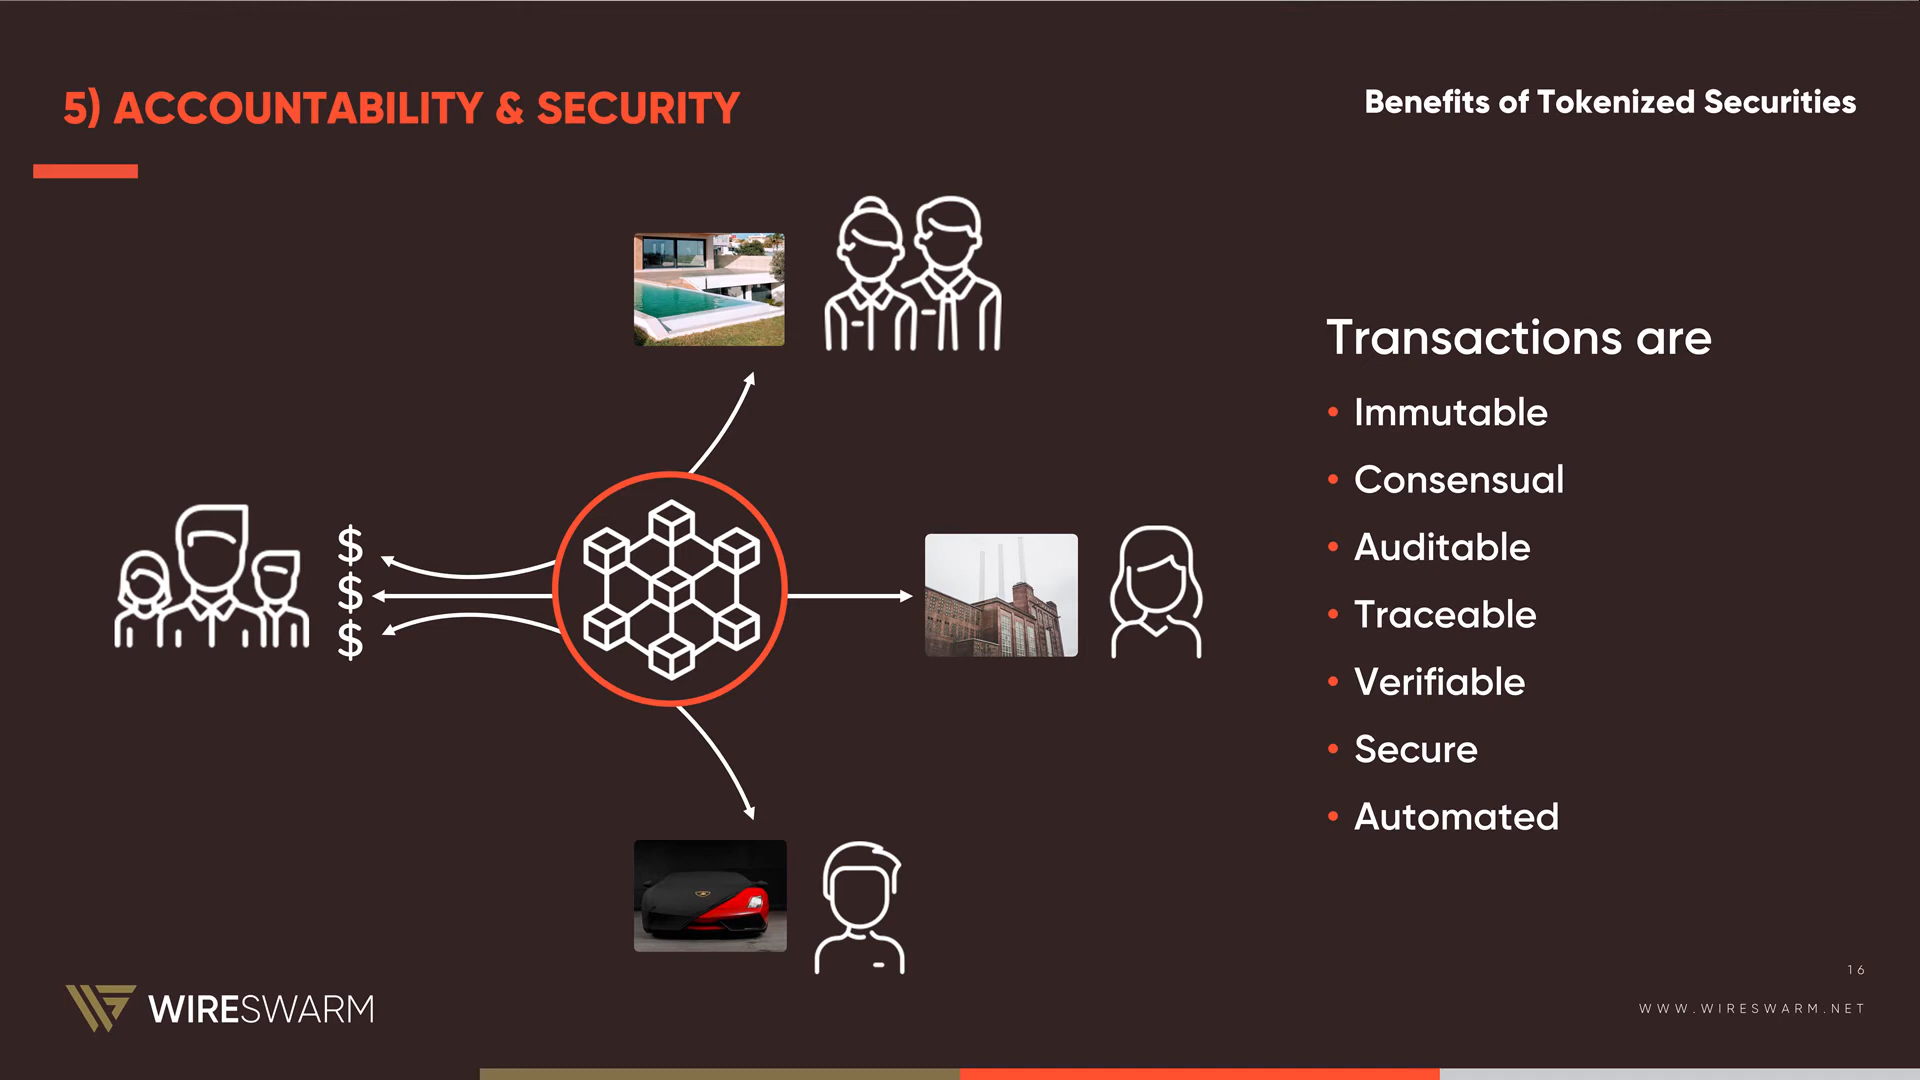 5) ACCOUNTABILITY & SECURITY
Benefits of Tokenized Securities
$
$
$
Transactions are
• Immutable
• Consensual
• Auditable
• Traceable
• Verifiable
• Secure
• Automated
16
WIRESWARM
WWW.WIRESWARM.NET